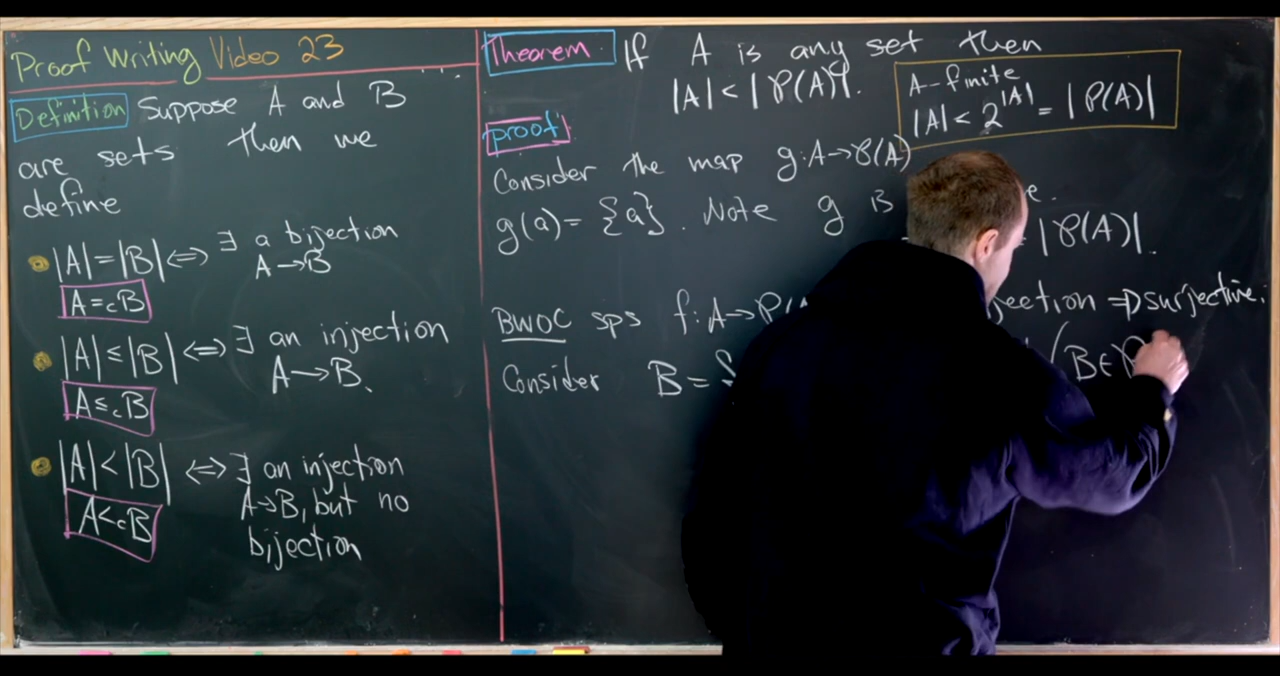 Proof Writing Video 23
Definition Suppose A and B ...
are sets then we
define
|A|=|B| ⇔ ∃ a bijection
A→B
A =c B
|A| ≤ |B| ⇔ ∃ an injection
A→B.
A ≤c B
|A| < |B| ⇔ ∃ an injection
A→B, but no
bijection
A <c B
Theorem If A is any set then
|A| < |P(A)|.
A-finite
|A| < 2^|A| = |P(A)|
proof
Consider the map g: A→P(A)
g(a) = {a}. Note g is
|P(A)|.
BWOC sps f: A→P(A ⇒ surjective.
Consider B = { (B∈P